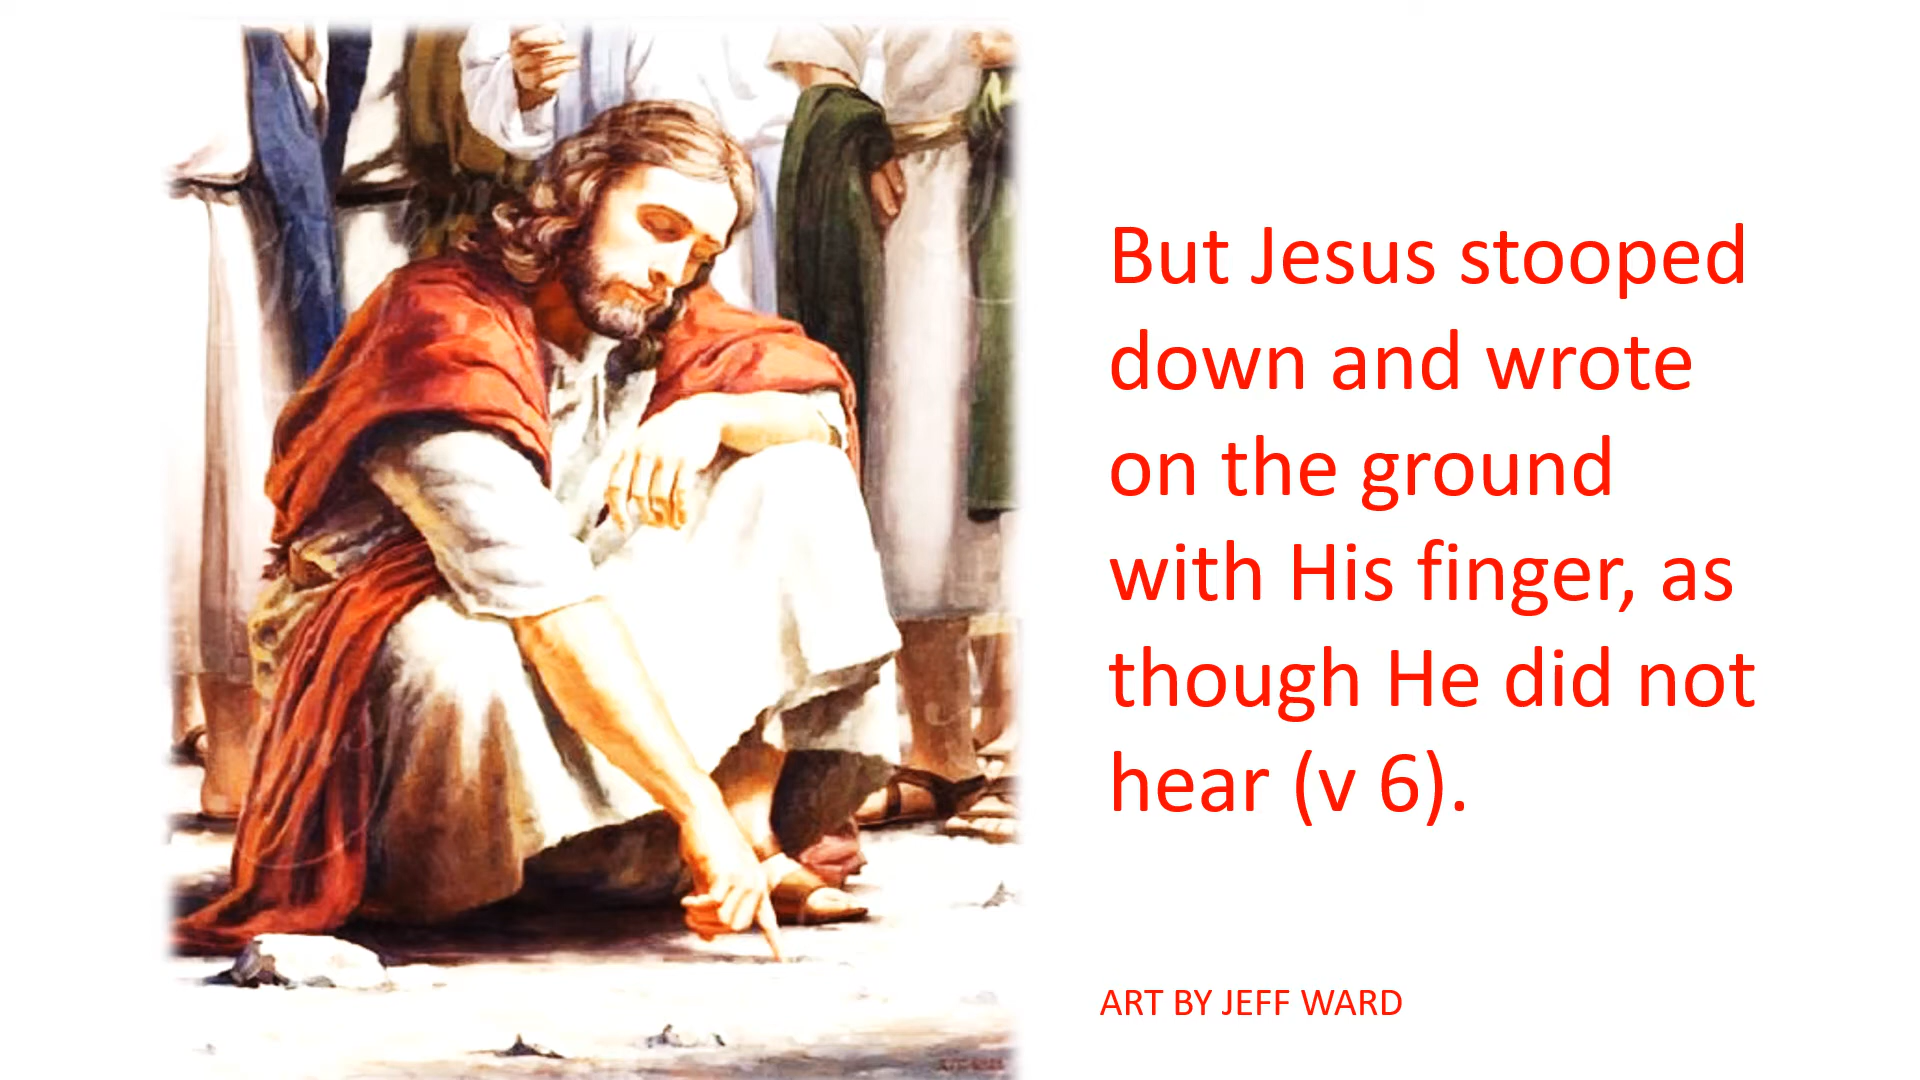 But Jesus stooped
down and wrote
on the ground
with His finger, as
though He did not
hear (v 6).
ART BY JEFF WARD